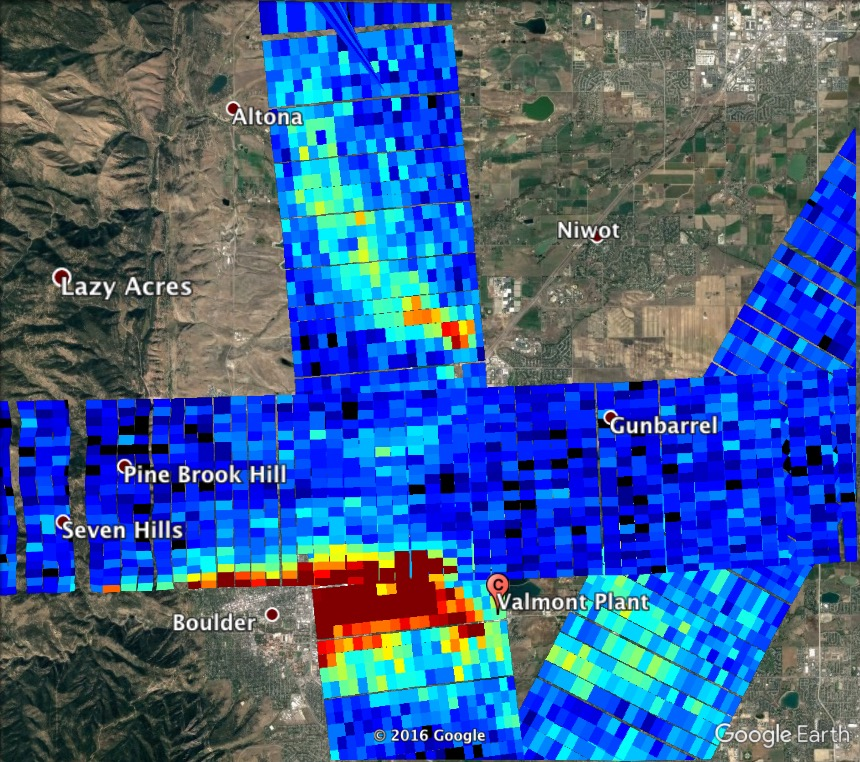 Altona
Niwot
Lazy Acres
Gunbarrel
Pine Brook Hill
Seven Hills
C
Valmont Plant
Boulder
© 2016 Google
Google Earth